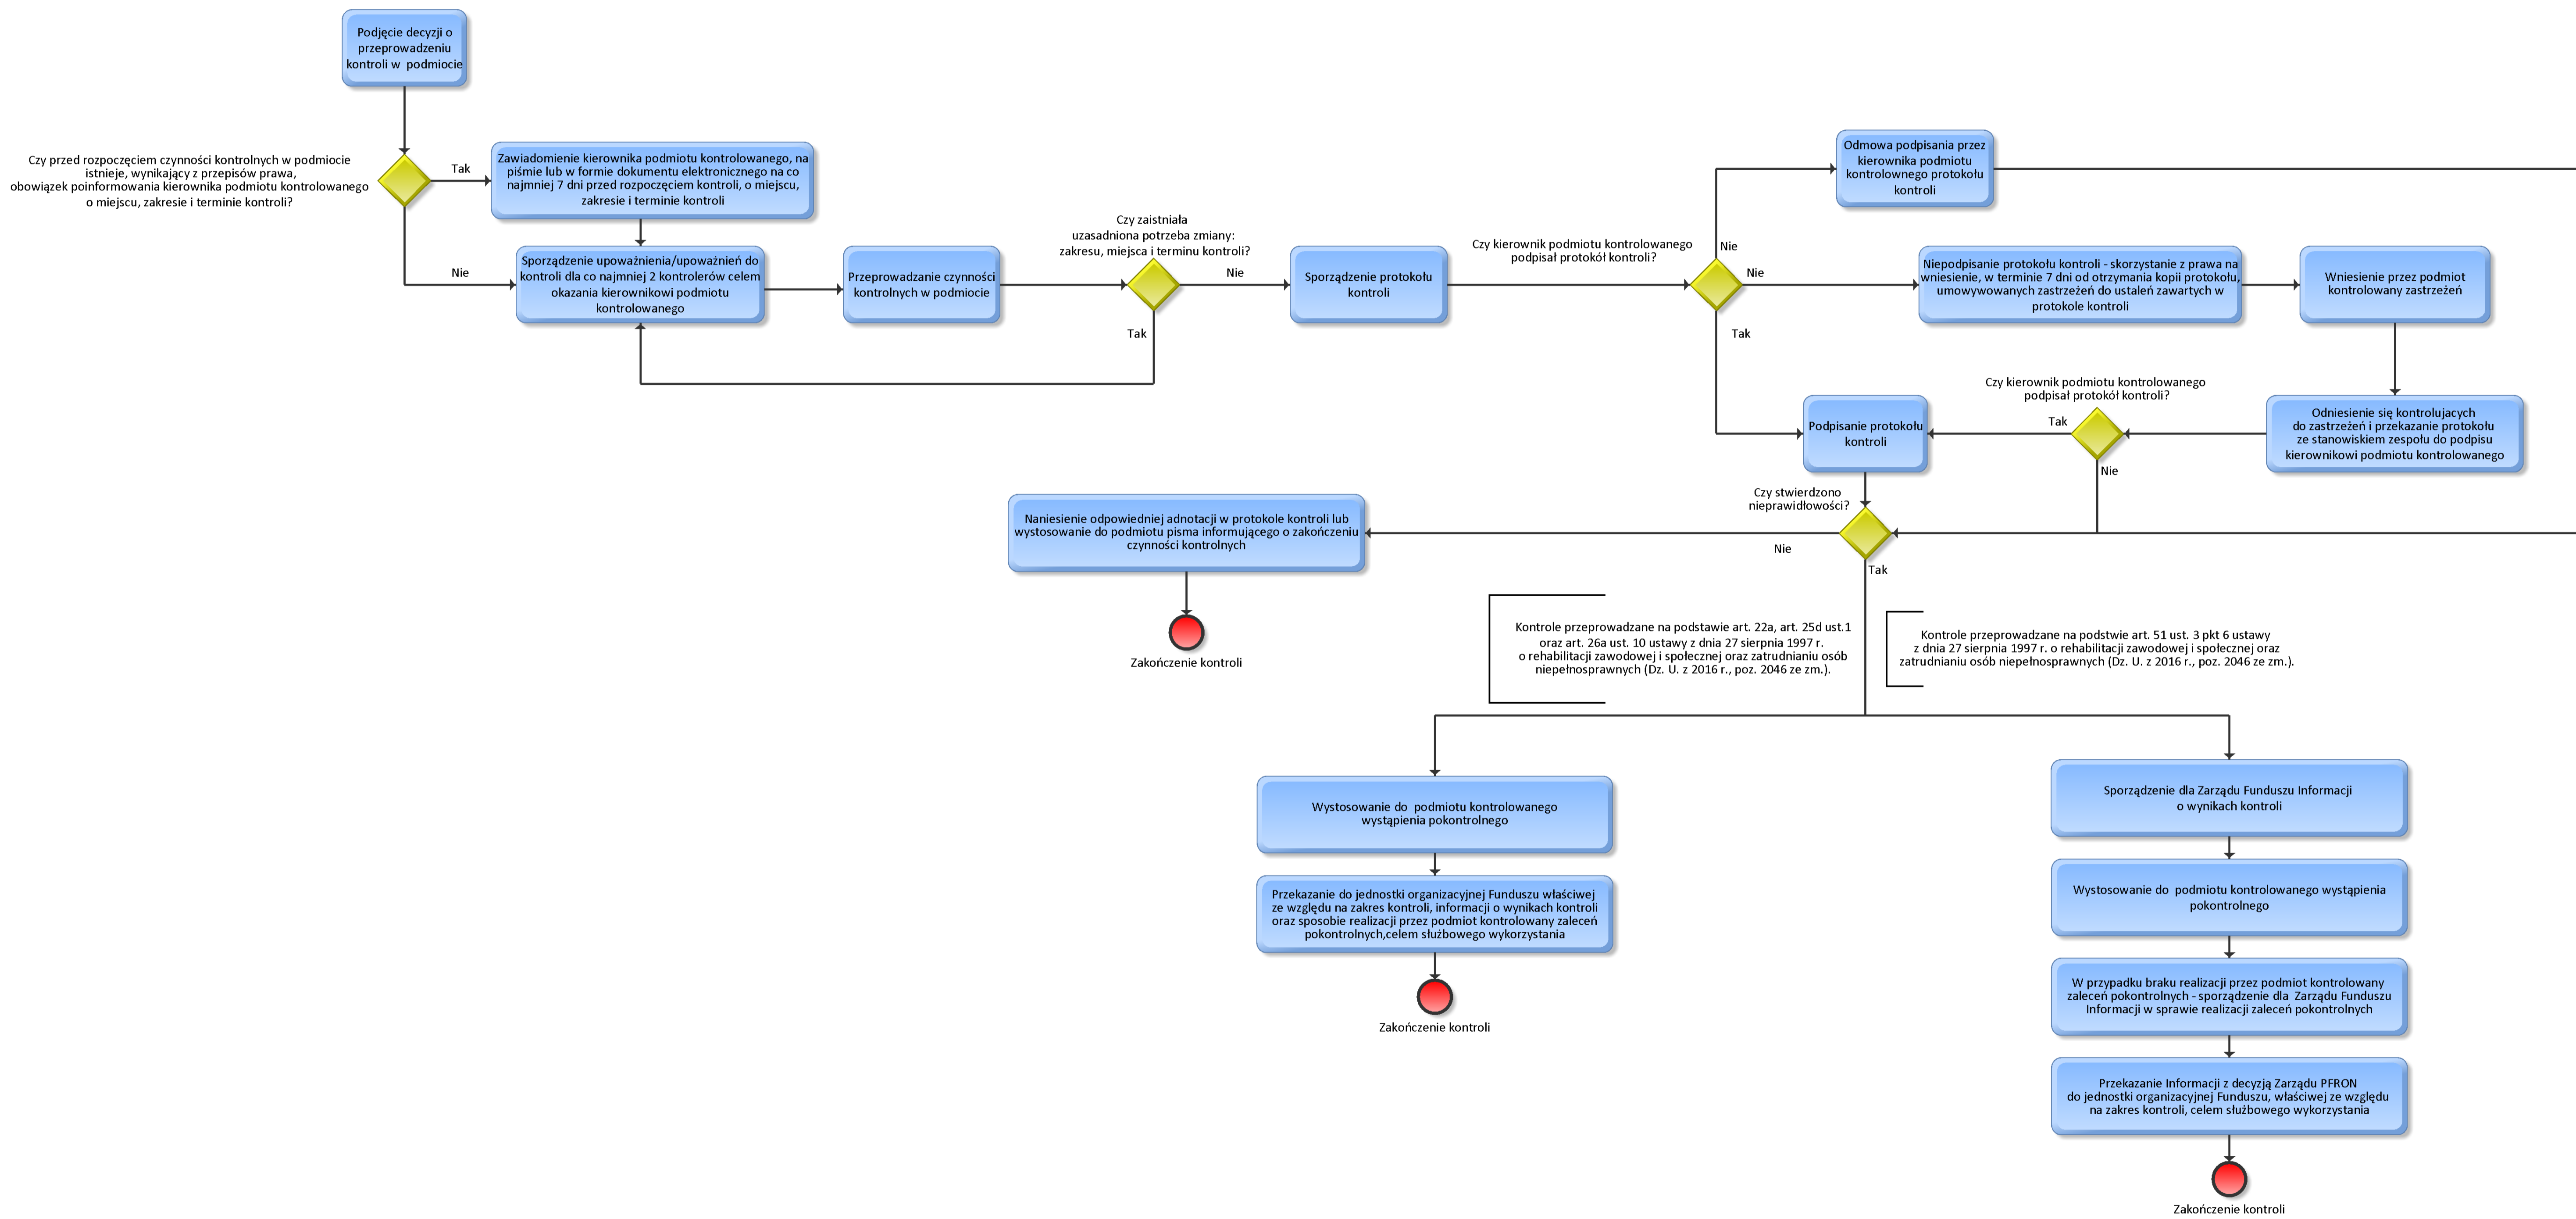 Podjęcie decyzji o
przeprowadzeniu
kontroli w podmiocie
Czy przed rozpoczęciem czynności kontrolnych w podmiocie
istnieje, wynikający z przepisów prawa,
obowiązek poinformowania kierownika podmiotu kontrolowanego
o miejscu, zakresie i terminie kontroli?
Tak
Zawiadomienie kierownika podmiotu kontrolowanego, na
piśmie lub w formie dokumentu elektronicznego na co
najmniej 7 dni przed rozpoczęciem kontroli, o miejscu,
zakresie i terminie kontroli
Nie
Sporządzenie upoważnienia/upoważnień do
kontroli dla co najmniej 2 kontrolerów celem
okazania kierownikowi podmiotu
kontrolowanego
Przeprowadzanie czynności
kontrolnych w podmiocie
Czy zaistniała
uzasadniona potrzeba zmiany:
zakresu, miejsca i terminu kontroli?
Nie
Tak
Sporządzenie protokołu
kontroli
Czy kierownik podmiotu kontrolowanego
podpisał protokół kontroli?
Nie
Odmowa podpisania przez
kierownika podmiotu
kontrolownego protokołu
kontroli
Nie
Niepodpisanie protokołu kontroli - skorzystanie z prawa na
wniesienie, w terminie 7 dni od otrzymania kopii protokołu,
umowywowanych zastrzeżeń do ustaleń zawartych w
protokole kontroli
Wniesienie przez podmiot
kontrolowany zastrzeżeń
Tak
Odniesienie się kontrolujacych
do zastrzeżeń i przekazanie protokołu
ze stanowiskiem zespołu do podpisu
kierownikowi podmiotu kontrolowanego
Czy kierownik podmiotu kontrolowanego
podpisał protokół kontroli?
Tak
Nie
Podpisanie protokołu
kontroli
Czy stwierdzono
nieprawidłowości?
Nie
Tak
Naniesienie odpowiedniej adnotacji w protokole kontroli lub
wystosowanie do podmiotu pisma informującego o zakończeniu
czynności kontrolnych
Zakończenie kontroli
Kontrole przeprowadzane na podstawie art. 22a, art. 25d ust.1
oraz art. 26a ust. 10 ustawy z dnia 27 sierpnia 1997 r.
o rehabilitacji zawodowej i społecznej oraz zatrudnianiu osób
niepełnosprawnych (Dz. U. z 2016 r., poz. 2046 ze zm.).
Kontrole przeprowadzane na podstwie art. 51 ust. 3 pkt 6 ustawy
z dnia 27 sierpnia 1997 r. o rehabilitacji zawodowej i społecznej oraz
zatrudnianiu osób niepełnosprawnych (Dz. U. z 2016 r., poz. 2046 ze zm.).
Wystosowanie do podmiotu kontrolowanego
wystąpienia pokontrolnego
Przekazanie do jednostki organizacyjnej Funduszu właściwej
ze względu na zakres kontroli, informacji o wynikach kontroli
oraz sposobie realizacji przez podmiot kontrolowany zaleceń
pokontrolnych,celem służbowego wykorzystania
Zakończenie kontroli
Sporządzenie dla Zarządu Funduszu Informacji
o wynikach kontroli
Wystosowanie do podmiotu kontrolowanego wystąpienia
pokontrolnego
W przypadku braku realizacji przez podmiot kontrolowany
zaleceń pokontrolnych - sporządzenie dla Zarządu Funduszu
Informacji w sprawie realizacji zaleceń pokontrolnych
Przekazanie Informacji z decyzją Zarządu PFRON
do jednostki organizacyjnej Funduszu, właściwej ze względu
na zakres kontroli, celem służbowego wykorzystania
Zakończenie kontroli